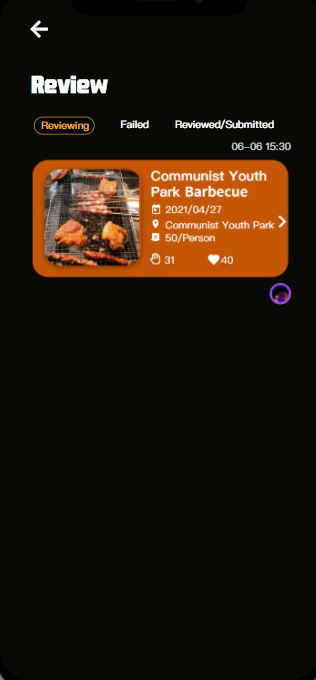 Review
Reviewing Failed Reviewed/Submitted
06-06 15:30
Communist Youth
Park Barbecue
2021/04/27
Communist Youth Park
50/Person
31 40